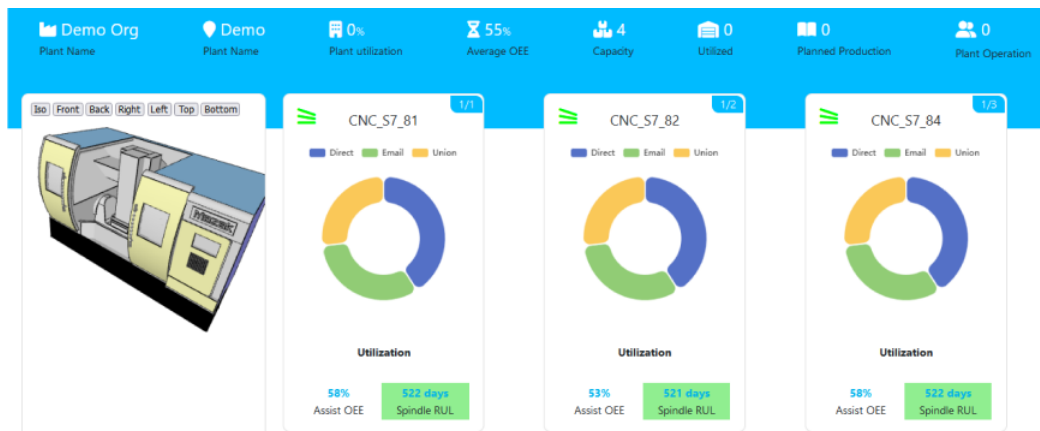 Demo Org
Plant Name
Demo
Plant Name
0%
Plant utilization
55%
Average OEE
4
Capacity
0
Utilized
0
Planned Production
0
Plant Operation
Iso Front Back Right Left Top Bottom
Mazak
1/1
CNC_S7_81
Direct Email Union
Utilization
58%
Assist OEE
522 days
Spindle RUL
1/2
CNC_S7_82
Direct Email Union
Utilization
53%
Assist OEE
521 days
Spindle RUL
1/3
CNC_S7_84
Direct Email Union
Utilization
58%
Assist OEE
522 days
Spindle RUL